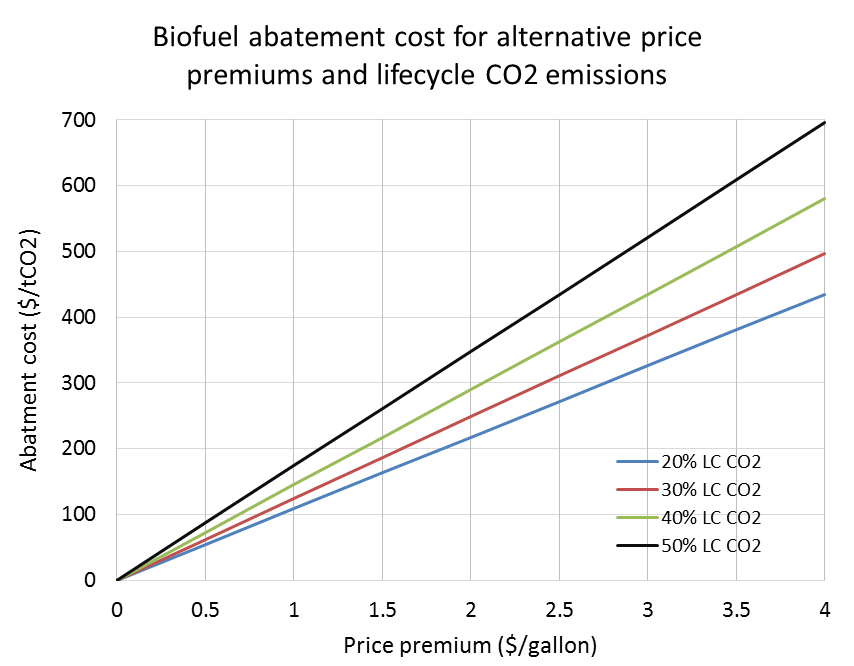 Biofuel abatement cost for alternative price
premiums and lifecycle CO2 emissions
Abatment cost ($/tCO2)
700
600
500
400
300
200
100
0
20% LC CO2
30% LC CO2
40% LC CO2
50% LC CO2
0 0.5 1 1.5 2 2.5 3 3.5 4
Price premium ($/gallon)